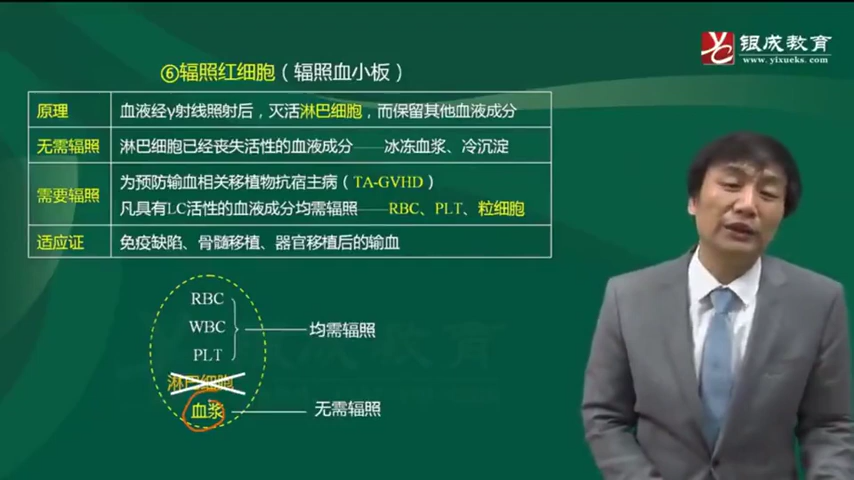 银成教育
www.yixueks.com
⑥辐照红细胞（辐照血小板）
原理 血液经γ射线照射后，灭活淋巴细胞，而保留其他血液成分
无需辐照 淋巴细胞已经丧失活性的血液成分——冰冻血浆、冷沉淀
需要辐照 为预防输血相关移植物抗宿主病（TA-GVHD）
凡具有LC活性的血液成分均需辐照——RBC、PLT、粒细胞
适应证 免疫缺陷、骨髓移植、器官移植后的输血
RBC
WBC
PLT
均需辐照
淋巴细胞
血浆
无需辐照
银成教育